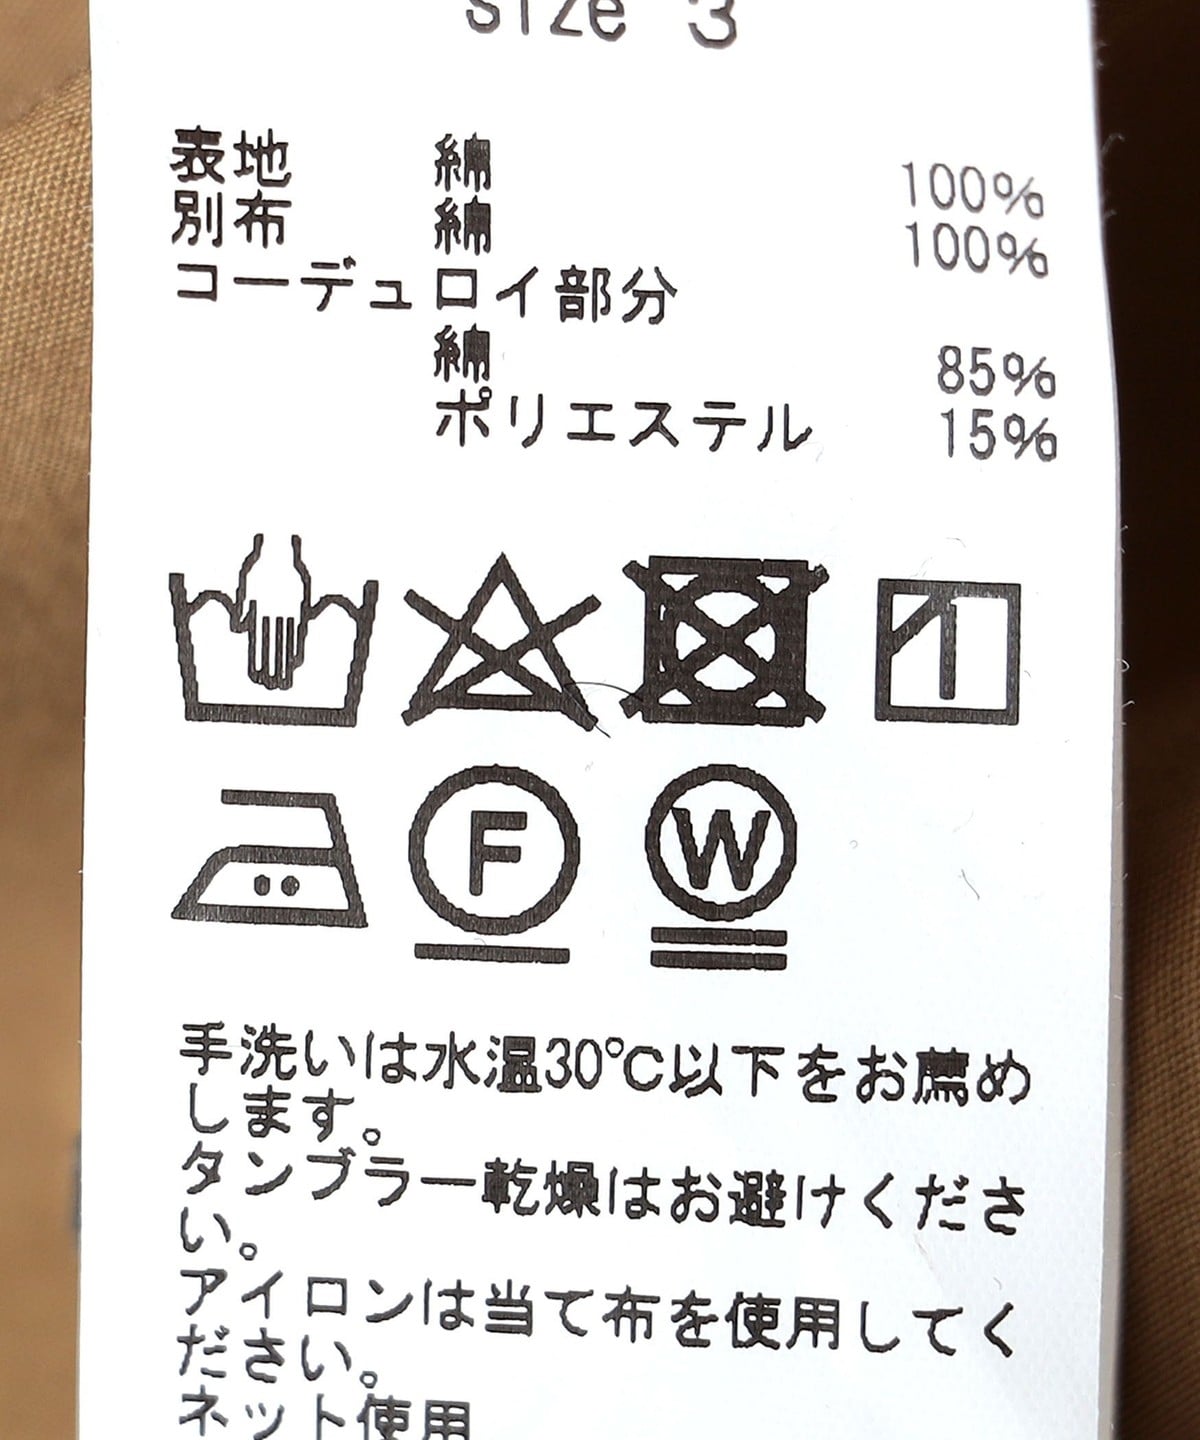 size 3
表地 綿 100%
別布 綿 100%
コーデュロイ部分
綿 85%
ポリエステル 15%
F W
手洗いは水温30℃以下をお薦め
します。
タンブラー乾燥はお避けくださ
い。
アイロンは当て布を使用してく
ださい。
ネット使用